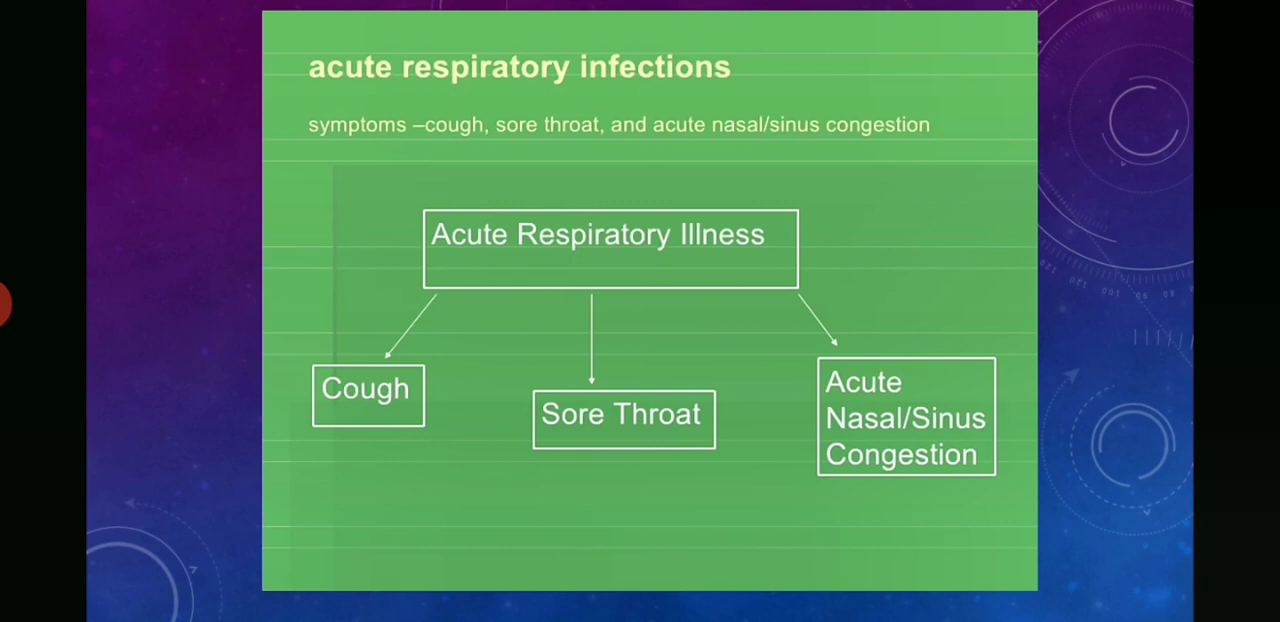 acute respiratory infections
symptoms –cough, sore throat, and acute nasal/sinus congestion
Acute Respiratory Illness
Cough
Sore Throat
Acute
Nasal/Sinus
Congestion